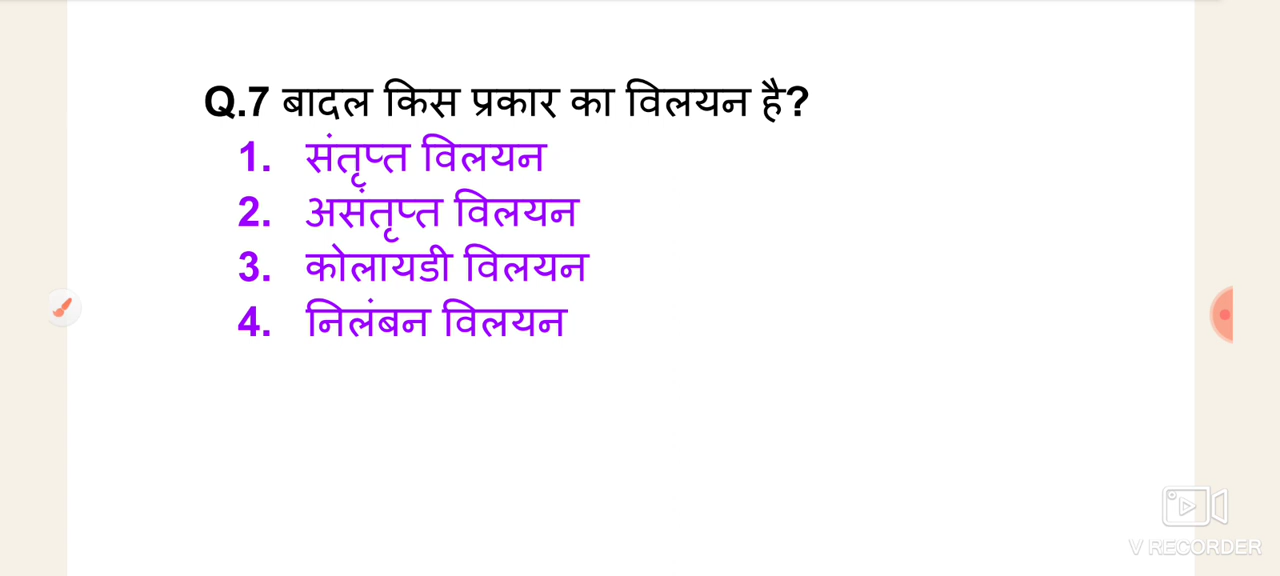 Q.7 बादल किस प्रकार का विलयन है?
1. संतृप्त विलयन
2. असंतृप्त विलयन
3. कोलायडी विलयन
4. निलंबन विलयन
V RECORDER